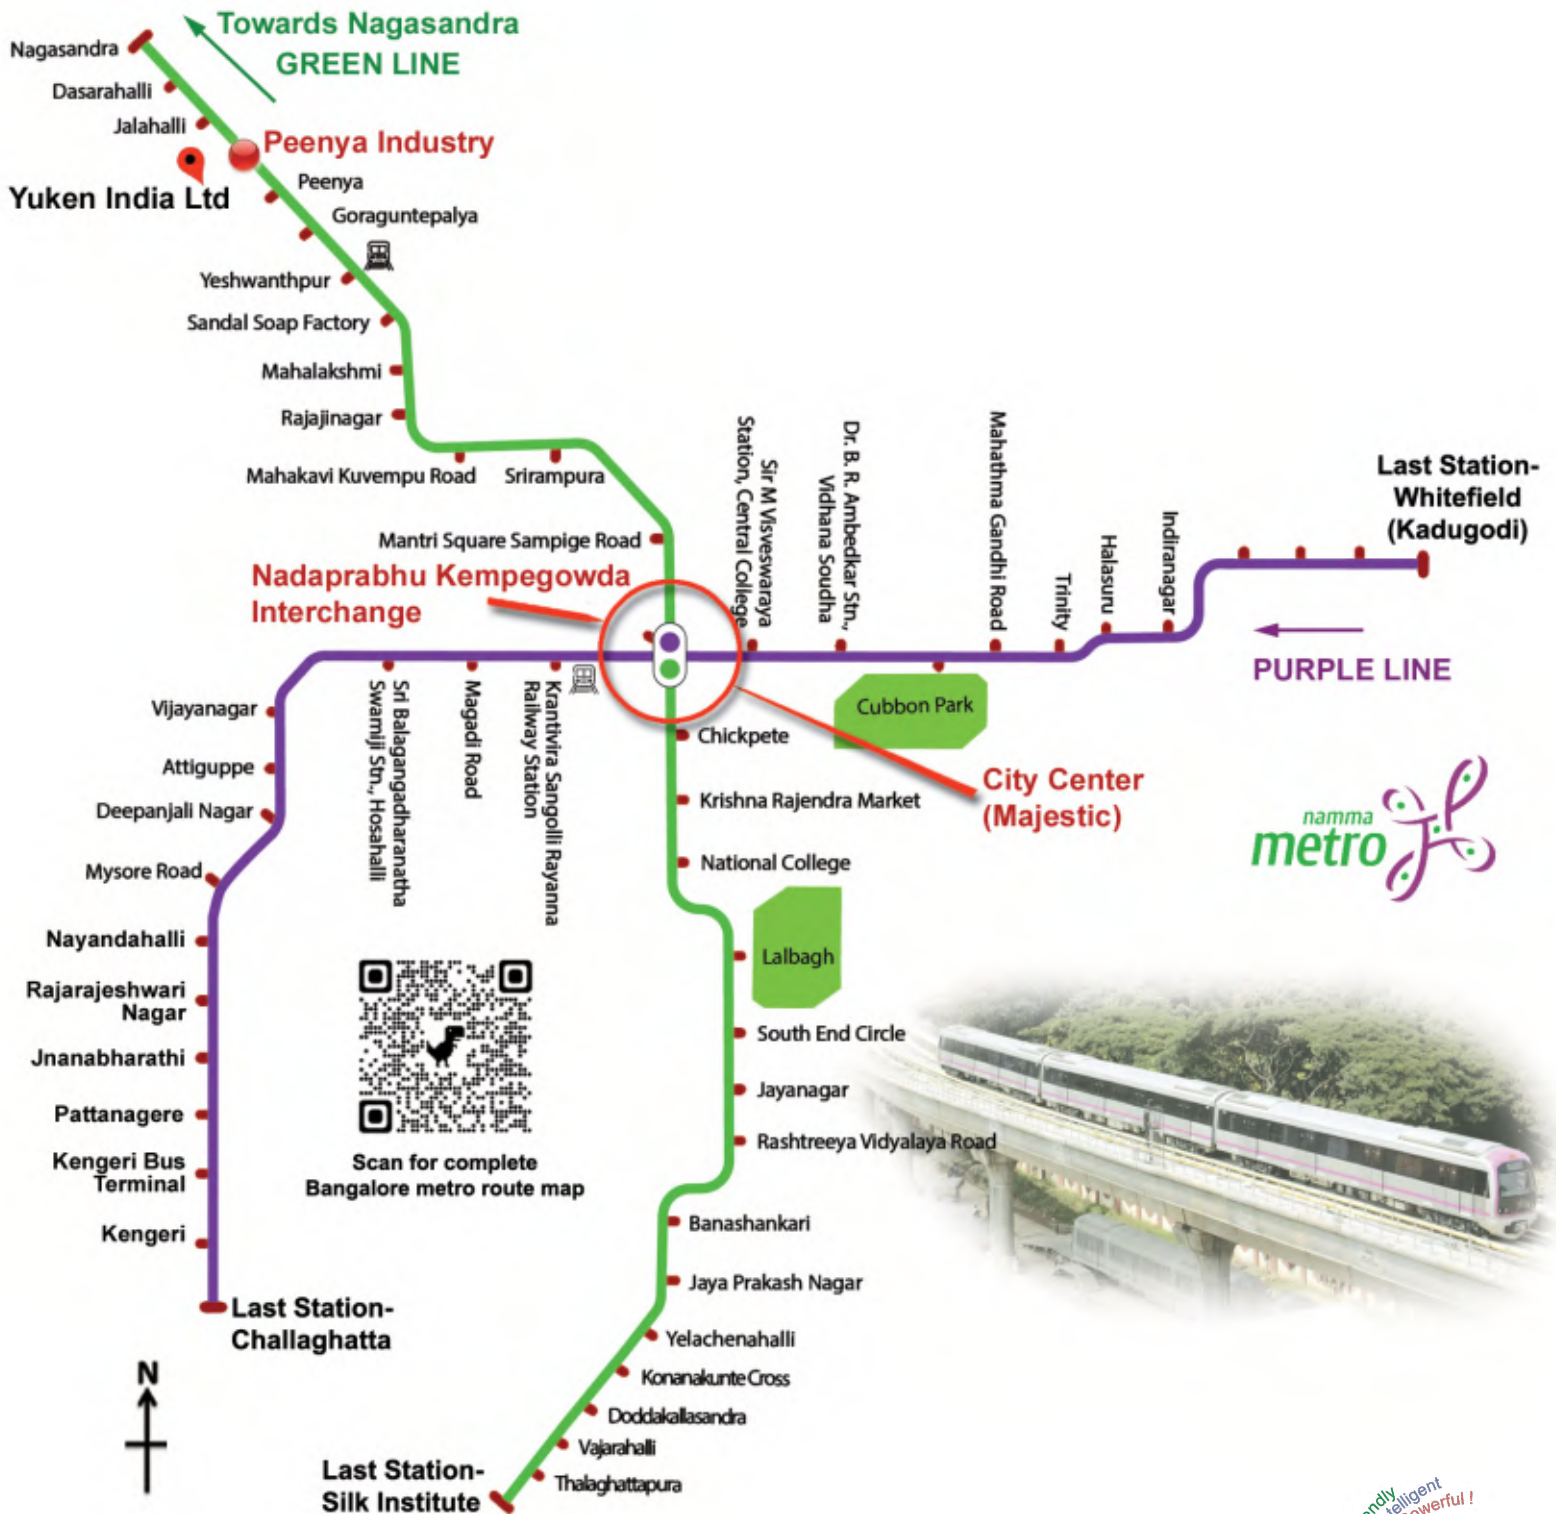 Towards Nagasandra
GREEN LINE
Nagasandra
Dasarahalli
Jalahalli
Peenya Industry
Yuken India Ltd
Peenya
Goraguntepalya
Yeshwanthpur
Sandal Soap Factory
Mahalakshmi
Rajajinagar
Mahakavi Kuvempu Road
Srirampura
Mantri Square Sampige Road
Nadaprabhu Kempegowda
Interchange
Sir M Visveswaraya
Station, Central College
Dr. B. R. Ambedkar Stn.,
Vidhana Soudha
Mahathma Gandhi Road
Trinity
Halasuru
Indiranagar
Last Station-
Whitefield
(Kadugodi)
PURPLE LINE
Cubbon Park
City Center
(Majestic)
Vijayanagar
Attiguppe
Deepanjali Nagar
Mysore Road
Nayandahalli
Rajarajeshwari
Nagar
Jnanabharathi
Pattanagere
Kengeri Bus
Terminal
Kengeri
Last Station-
Challaghatta
Sri Balagangadharanatha
Swamiji Stn., Hosahalli
Magadi Road
Krantivira Sangolli Rayanna
Railway Station
Chickpete
Krishna Rajendra Market
National College
Lalbagh
South End Circle
Jayanagar
Rashtreeya Vidyalaya Road
Banashankari
Jaya Prakash Nagar
Yelachenahalli
Konanakunte Cross
Doddakallasandra
Vajarahalli
Thalaghattapura
Last Station-
Silk Institute
Scan for complete
Bangalore metro route map
namma
metro
N